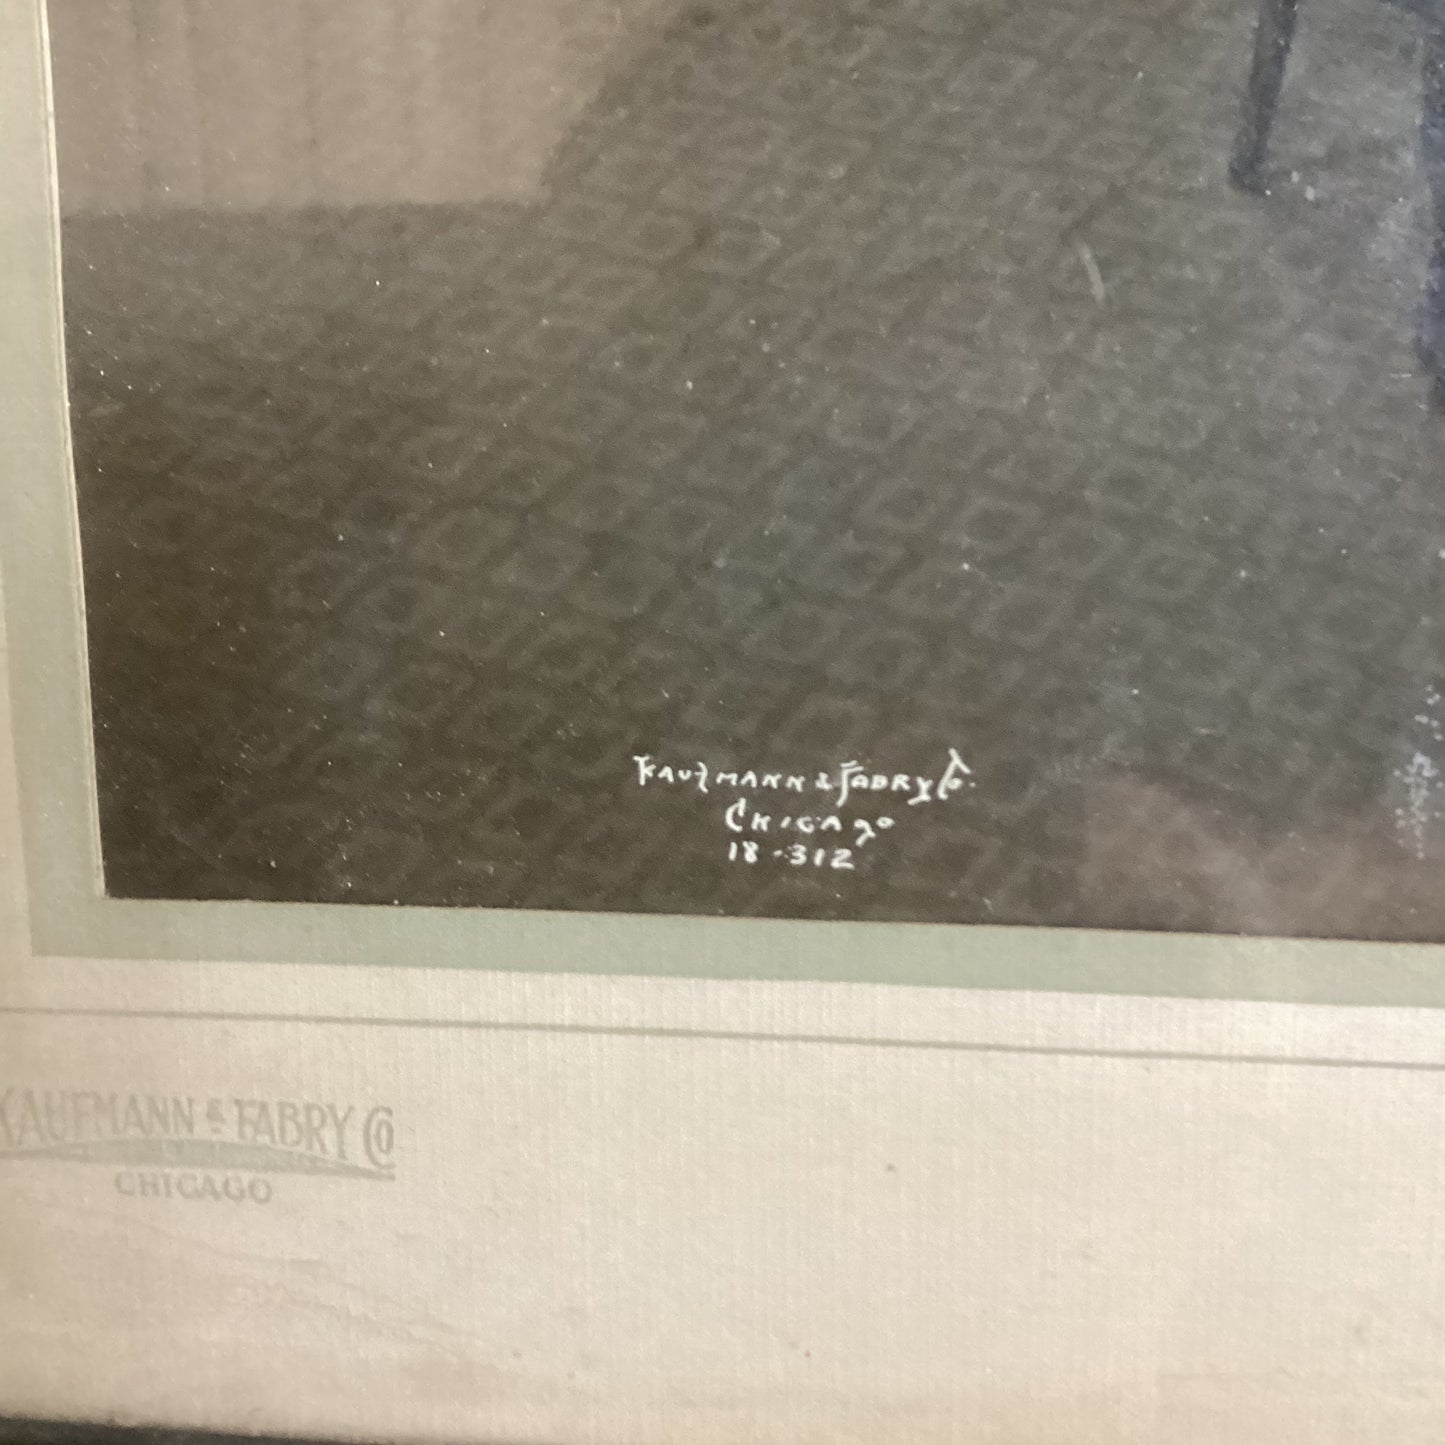 Kaufmann & Fabry Co.
Chicago
18-312
KAUFMANN & FABRY CO
CHICAGO